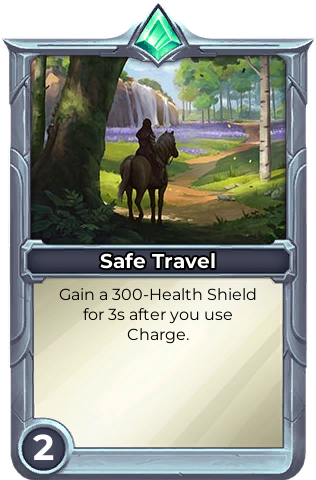 Safe Travel
Gain a 300-Health Shield
for 3s after you use
Charge.
2